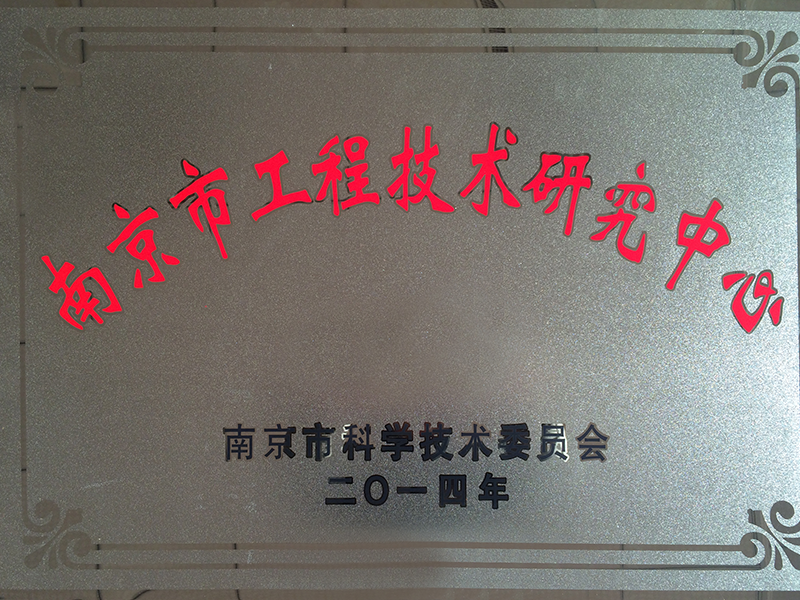 南京市工程技术研究中心
南京市科学技术委员会
二〇一四年